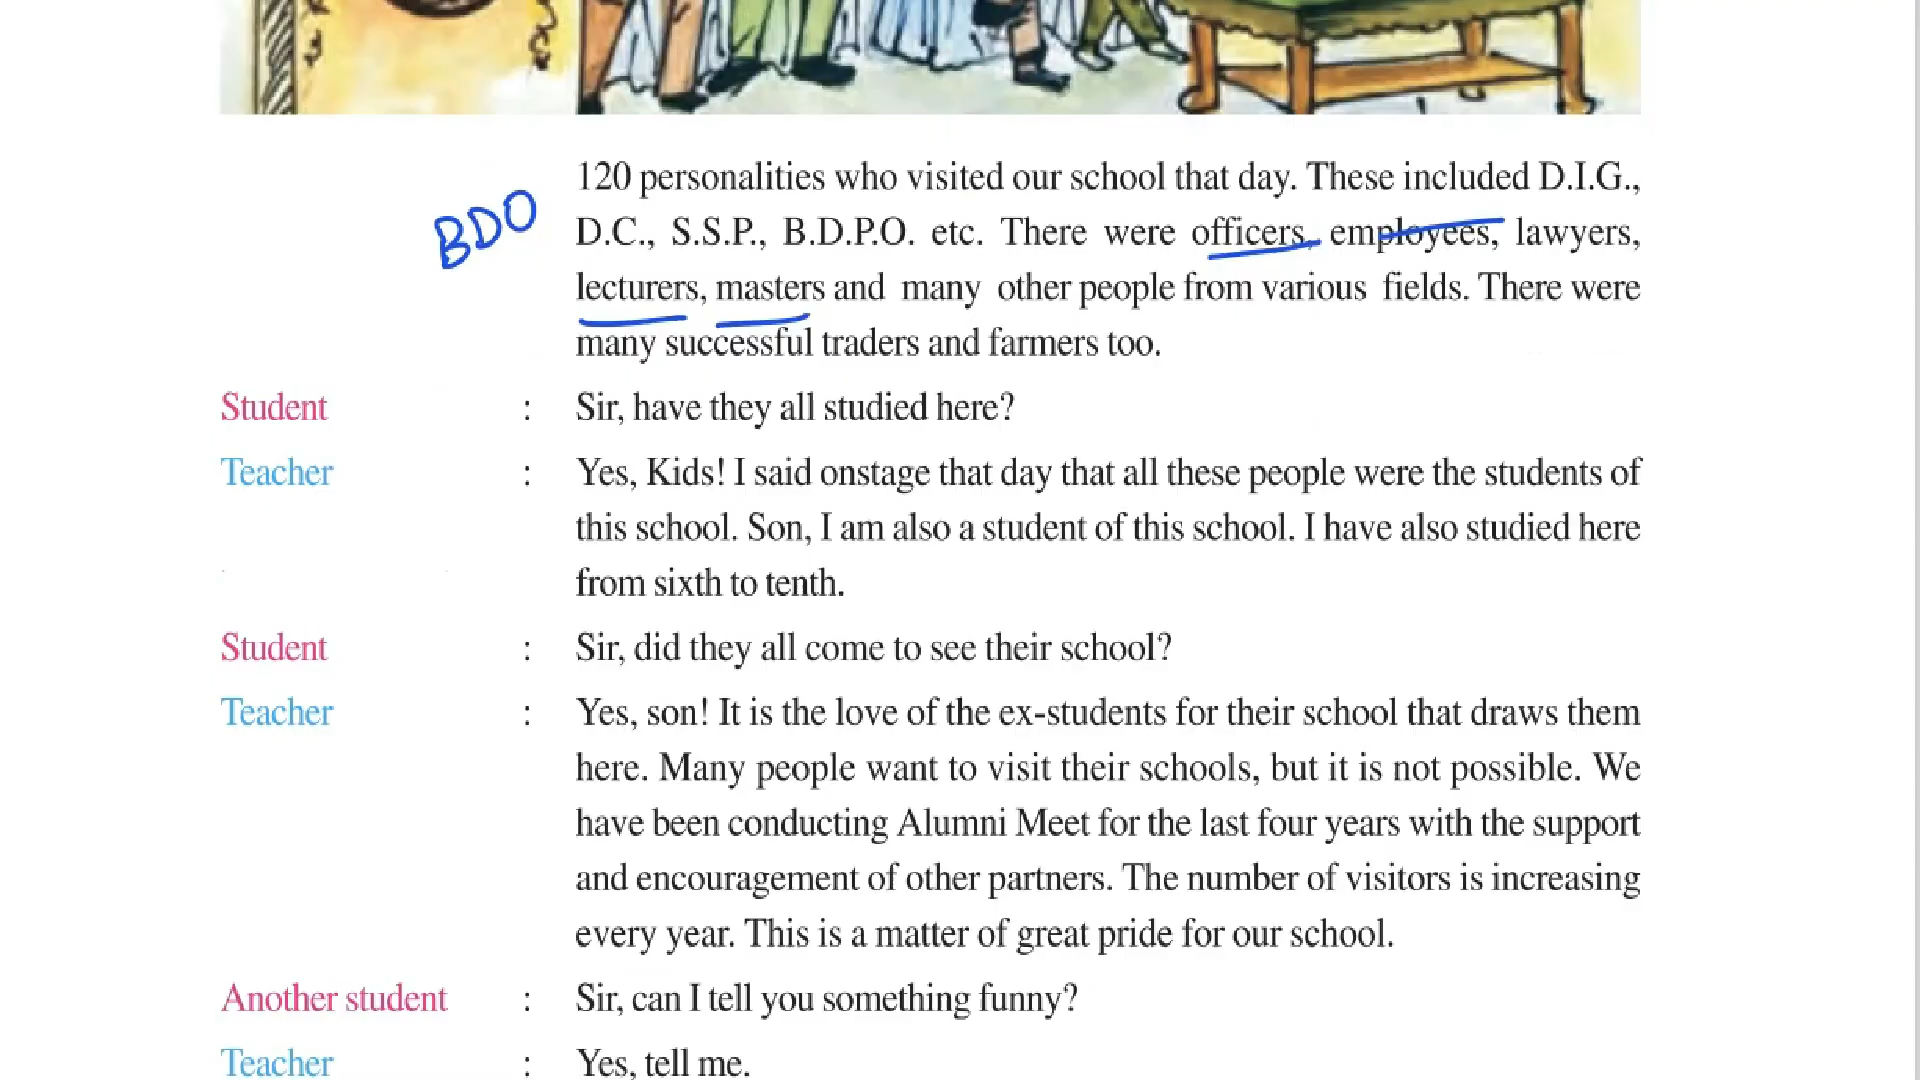 120 personalities who visited our school that day. These included D.I.G.,
BDO
D.C., S.S.P., B.D.P.O. etc. There were officers, employees, lawyers,
lecturers, masters and many other people from various fields. There were
many successful traders and farmers too.
Student : Sir, have they all studied here?
Teacher : Yes, Kids! I said onstage that day that all these people were the students of
this school. Son, I am also a student of this school. I have also studied here
from sixth to tenth.
Student : Sir, did they all come to see their school?
Teacher : Yes, son! It is the love of the ex-students for their school that draws them
here. Many people want to visit their schools, but it is not possible. We
have been conducting Alumni Meet for the last four years with the support
and encouragement of other partners. The number of visitors is increasing
every year. This is a matter of great pride for our school.
Another student : Sir, can I tell you something funny?
Teacher : Yes, tell me.